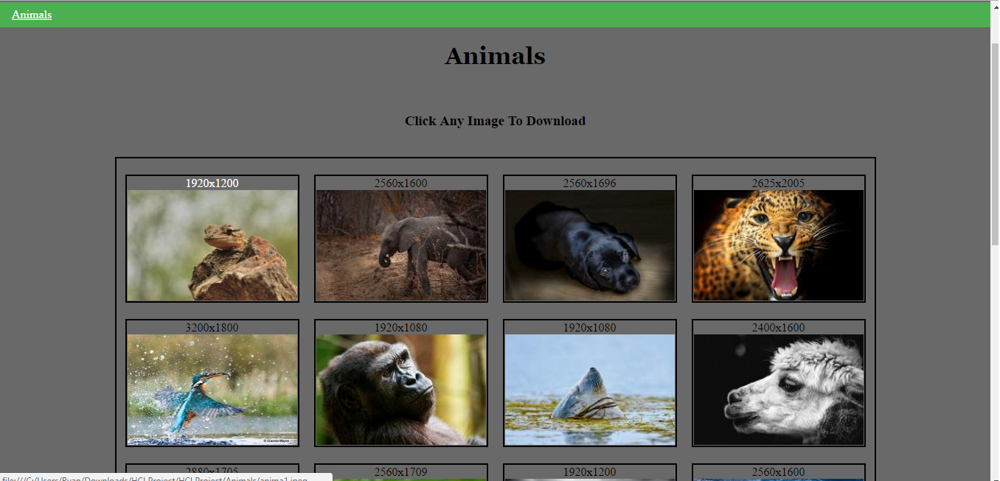 Animals
Animals
Click Any Image To Download
1920x1200
2560x1600
2560x1696
2625x2005
3200x1800
1920x1080
1920x1080
2400x1600
© Graeme Mayes
2880x1705
2560x1709
1920x1200
2560x1600
file:///C:/Users/Ryan/Downloads/HCI Project/HCI Project/Animals/anima1.jpeg